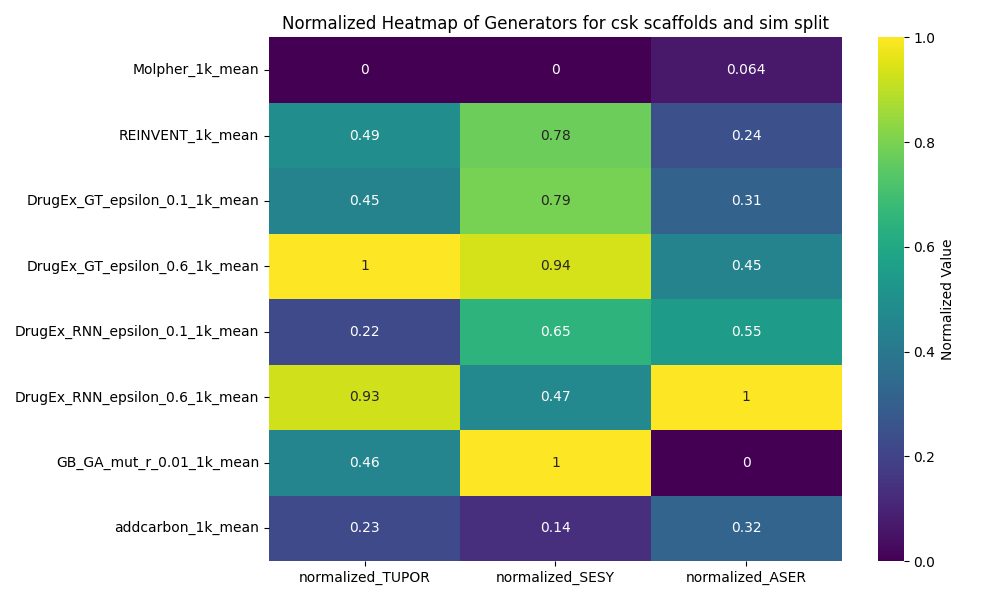 Normalized Heatmap of Generators for csk scaffolds and sim split
Molpher_1k_mean 0 0 0.064
REINVENT_1k_mean 0.49 0.78 0.24
DrugEx_GT_epsilon_0.1_1k_mean 0.45 0.79 0.31
DrugEx_GT_epsilon_0.6_1k_mean 1 0.94 0.45
DrugEx_RNN_epsilon_0.1_1k_mean 0.22 0.65 0.55
DrugEx_RNN_epsilon_0.6_1k_mean 0.93 0.47 1
GB_GA_mut_r_0.01_1k_mean 0.46 1 0
addcarbon_1k_mean 0.23 0.14 0.32
normalized_TUPOR normalized_SESY normalized_ASER
1.0
0.8
0.6
0.4
0.2
0.0
Normalized Value